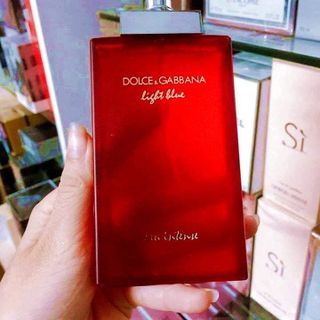 DOLCE & GABBANA
light blue
eau intense
Sì
Sì